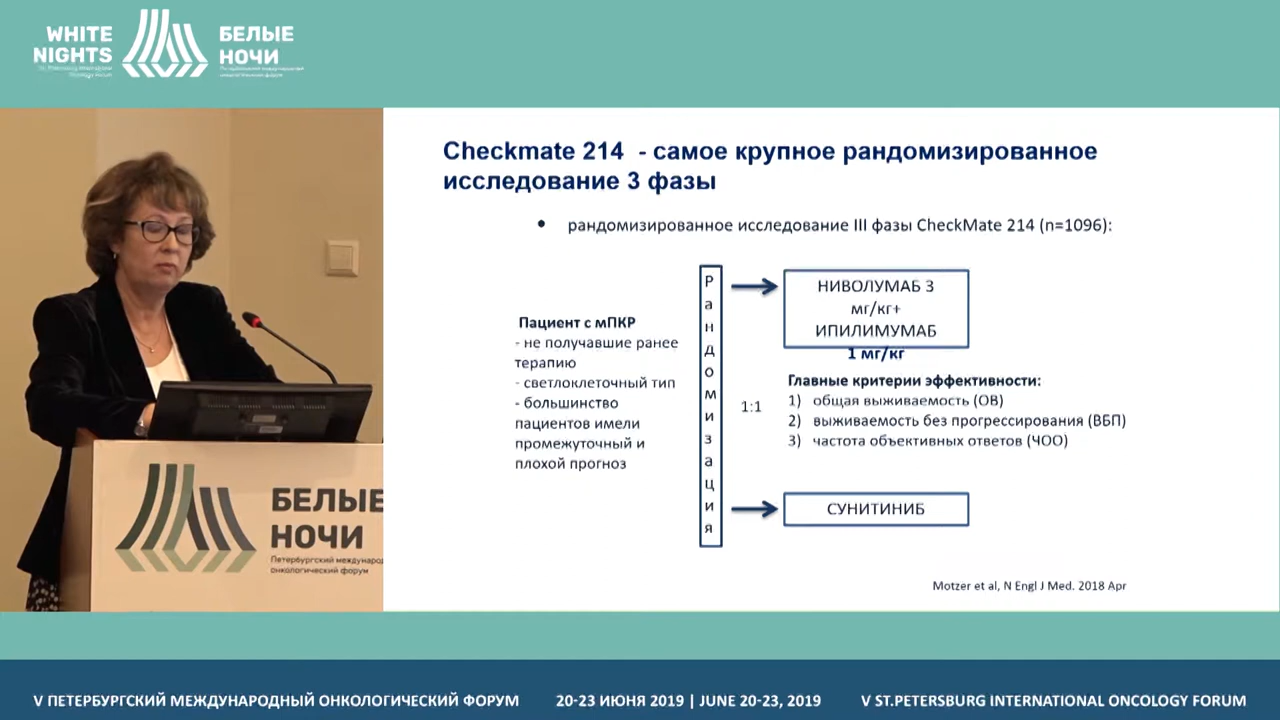 WHITE
NIGHTS
БЕЛЫЕ
НОЧИ
Checkmate 214 - самое крупное рандомизированное
исследование 3 фазы
• рандомизированное исследование III фазы CheckMate 214 (n=1096):
Пациент с мПКР
- не получавшие ранее
терапию
- светлоклеточный тип
- большинство
пациентов имели
промежуточный и
плохой прогноз
Рандомизация
1:1
НИВОЛУМАБ 3
мг/кг+
ИПИЛИМУМАБ
1 мг/кг
Главные критерии эффективности:
1) общая выживаемость (ОВ)
2) выживаемость без прогрессирования (ВБП)
3) частота объективных ответов (ЧОО)
СУНИТИНИБ
Motzer et al, N Engl J Med. 2018 Apr
БЕЛЫЕ
НОЧИ
Петербургский международ
онкологический форум
V ПЕТЕРБУРГСКИЙ МЕЖДУНАРОДНЫЙ ОНКОЛОГИЧЕСКИЙ ФОРУМ
20-23 ИЮНЯ 2019 | JUNE 20-23, 2019
V ST.PETERSBURG INTERNATIONAL ONCOLOGY FORUM